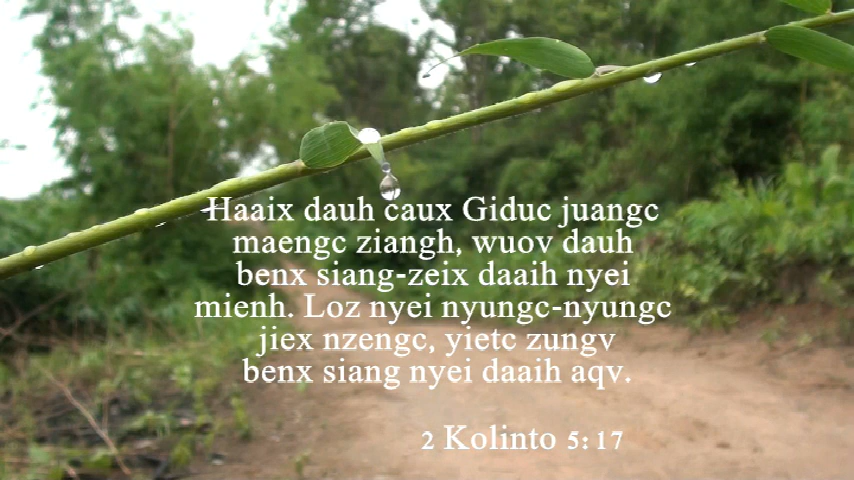 Haaix dauh caux Giduc juangc
maengc ziangh, wuov dauh
benx siang-zeix daaih nyei
mienh. Loz nyei nyungc-nyungc
jiex nzengc, yietc zungv
benx siang nyei daaih aqv.
2 Kolinto 5:17